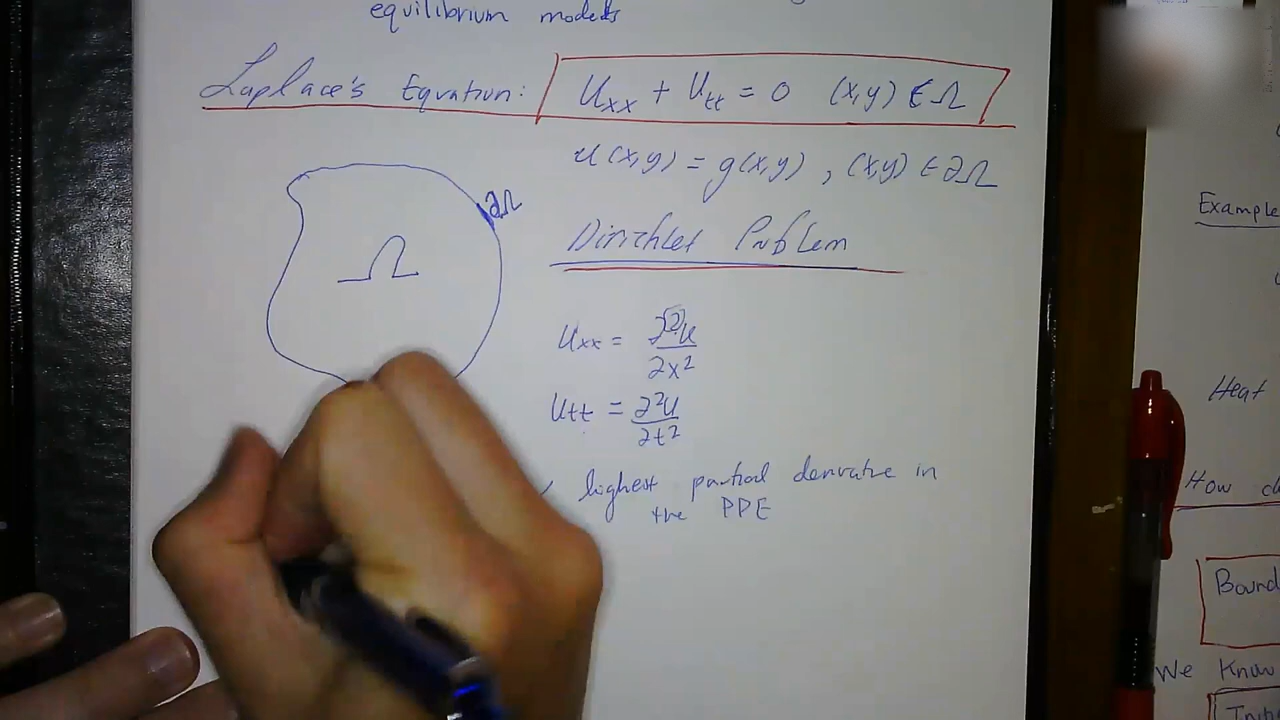 equilibrium models
Laplace's Equation: Uxx + Utt = 0 (x,y) ∈ Ω
u(x,y) = g(x,y) , (x,y) ∈ ∂Ω
∂Ω
Ω
Dirichlet Problem
Uxx = ∂²u/∂x²
Utt = ∂²u/∂t²
highest partial derivative in
the PDE
Example
Heat
How
Bound
We Know